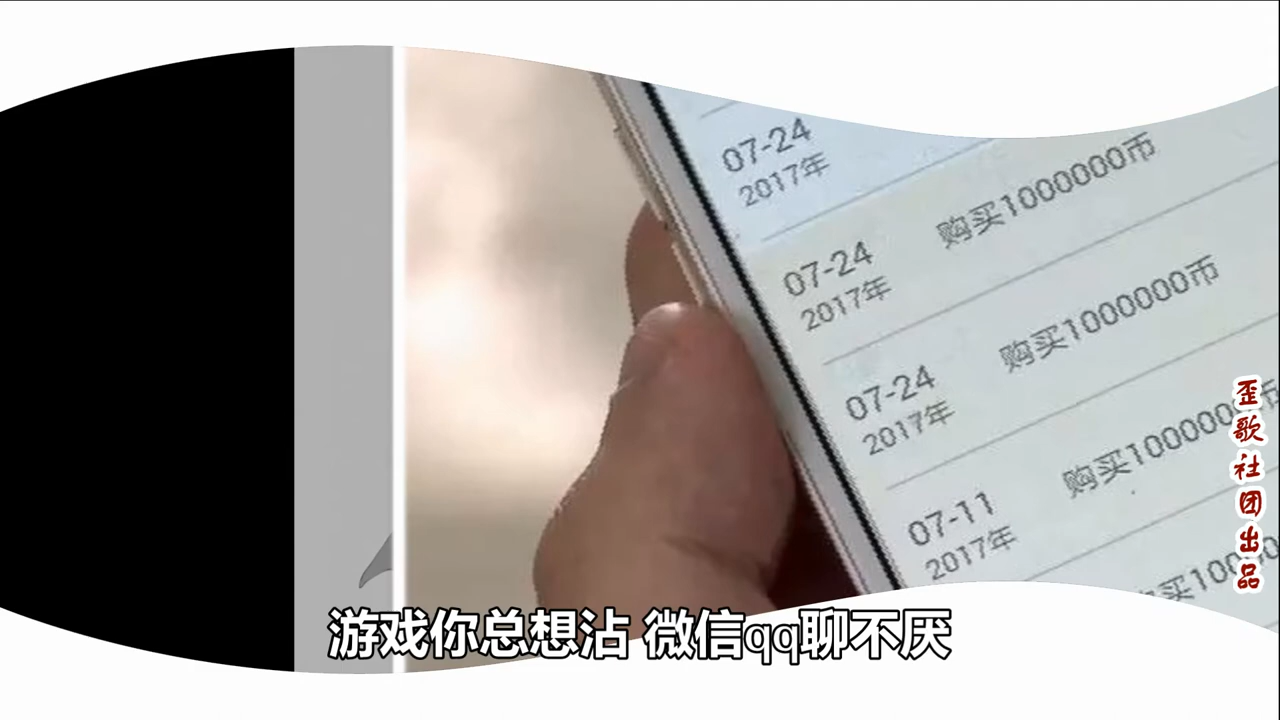 07-24
2017年
07-24
2017年
购买1000000币
07-24
2017年
购买1000000币
07-11
2017年
购买1000000币
歪歌社团出品
游戏你总想沾 微信qq聊不厌